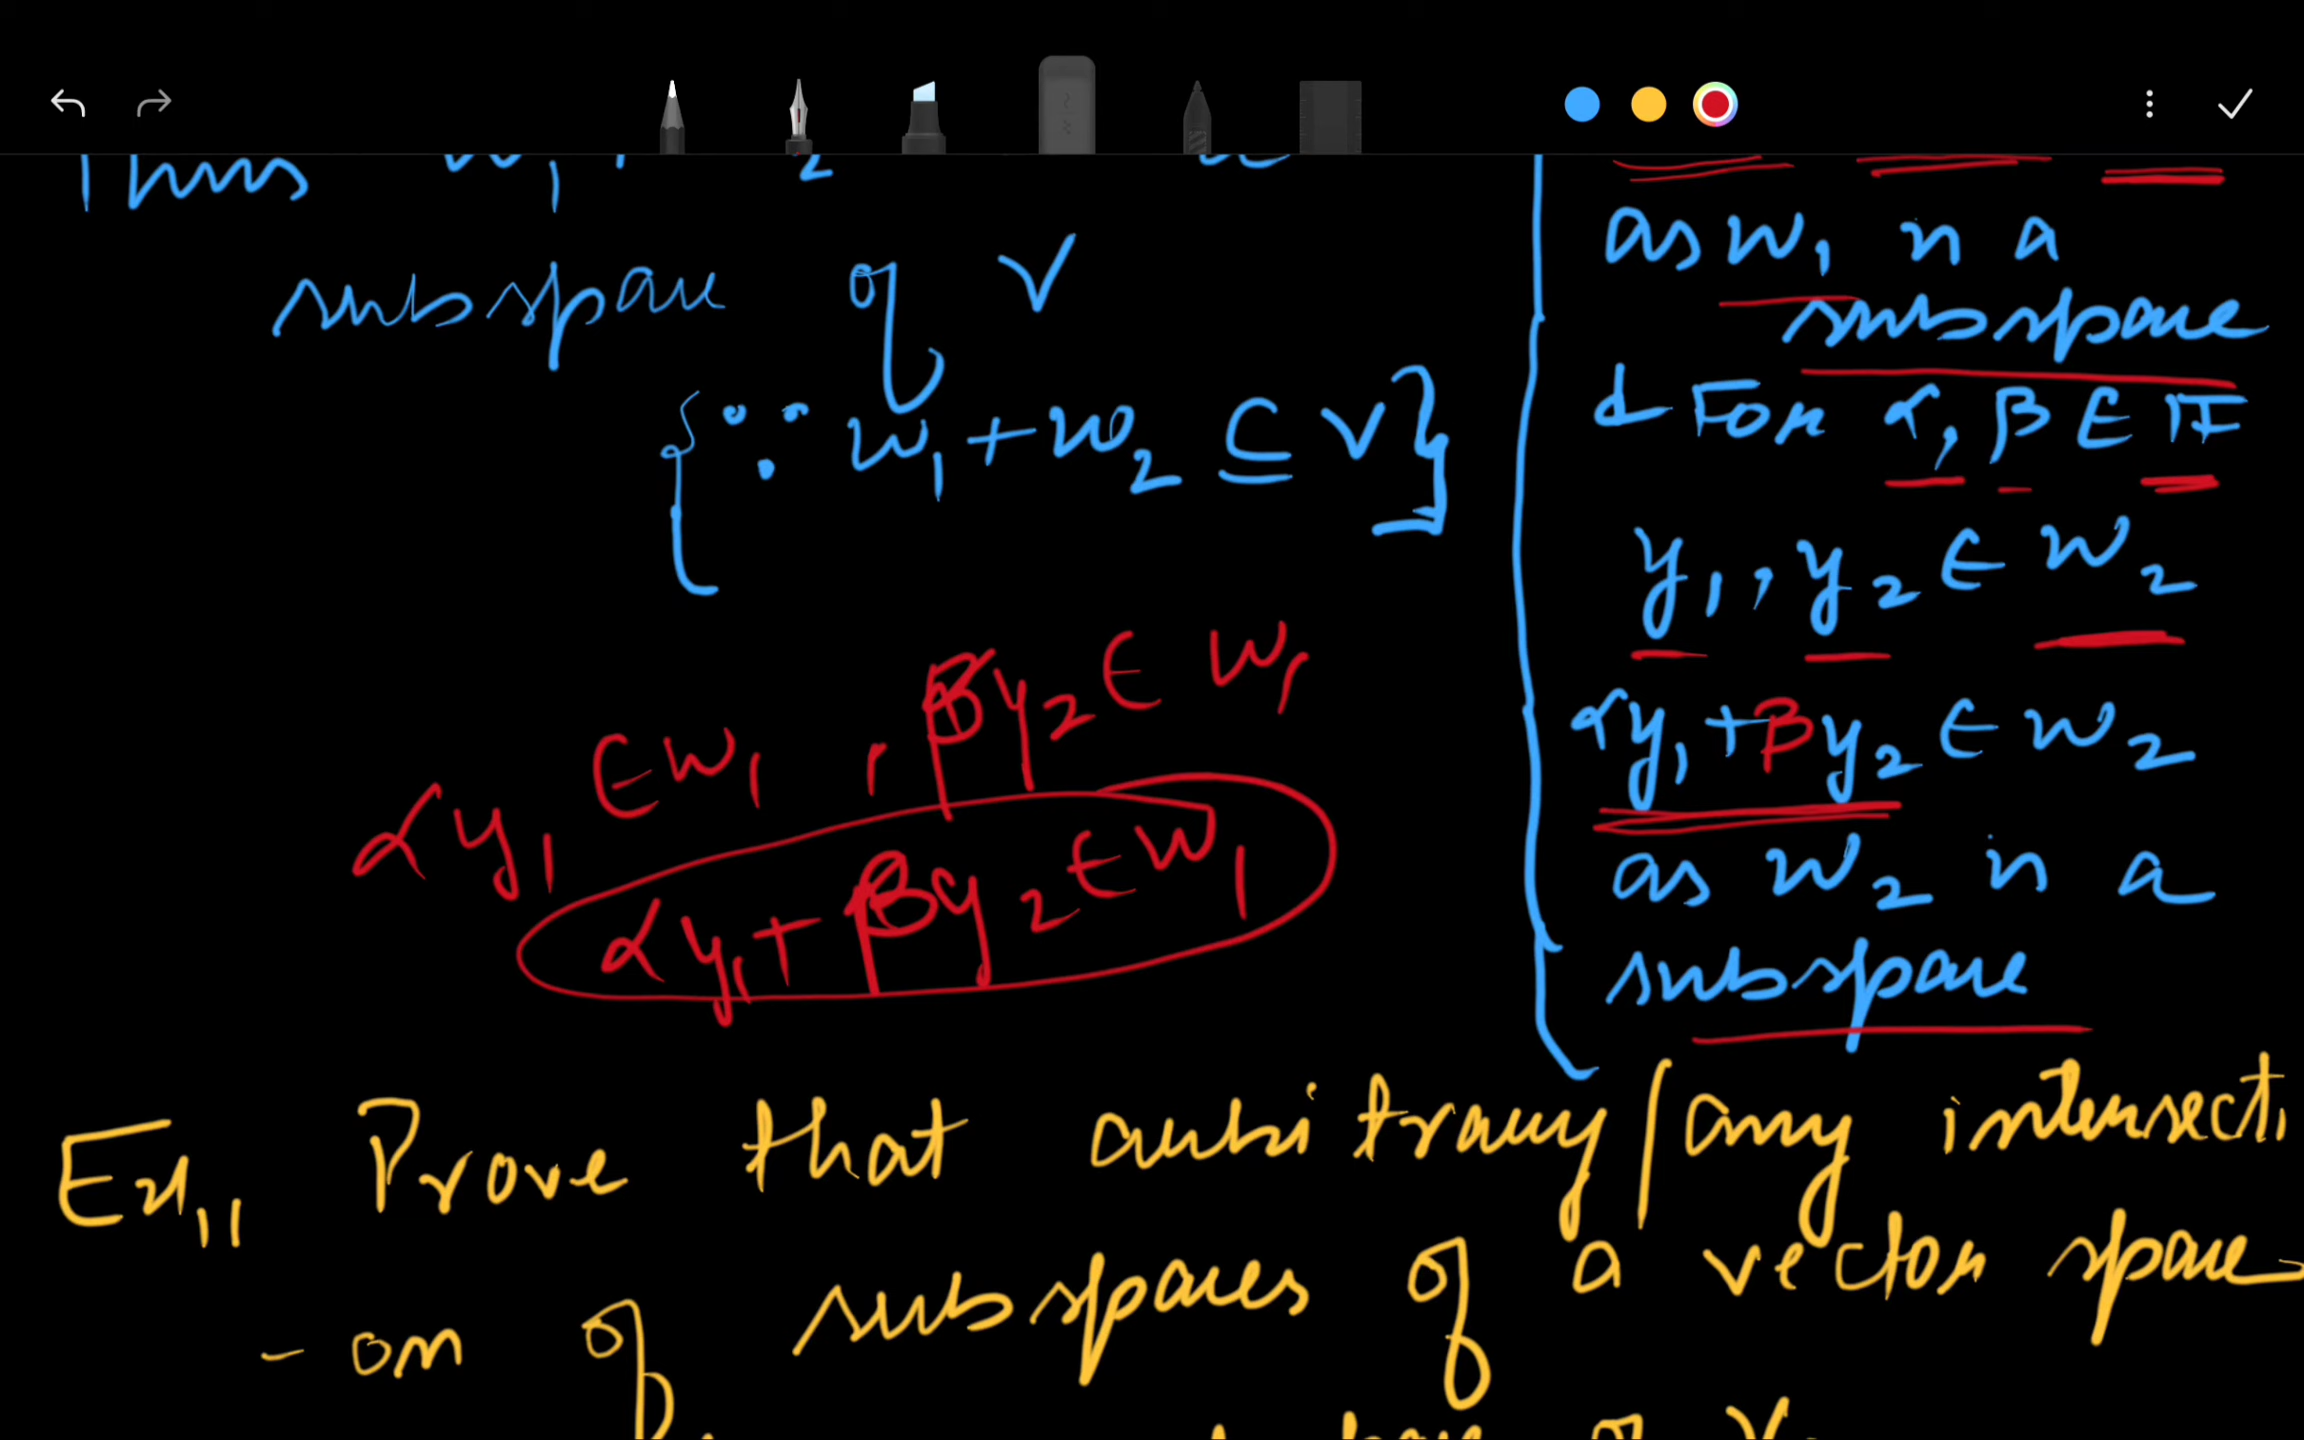 Thus W₁+ ₂
subspace of V
{∵ W₁+W₂ ⊆ V}
αy₁ ∈ W₁, βy₂ ∈ W₁
αy₁+βy₂ ∈ W₁
as W₁ is a
subspace
& For α, β ∈ F
y₁, y₂ ∈ W₂
αy₁+βy₂ ∈ W₂
as W₂ is a
subspace
Ex,, Prove that arbitrary/any intersecti
- on of subspaces of a vector space